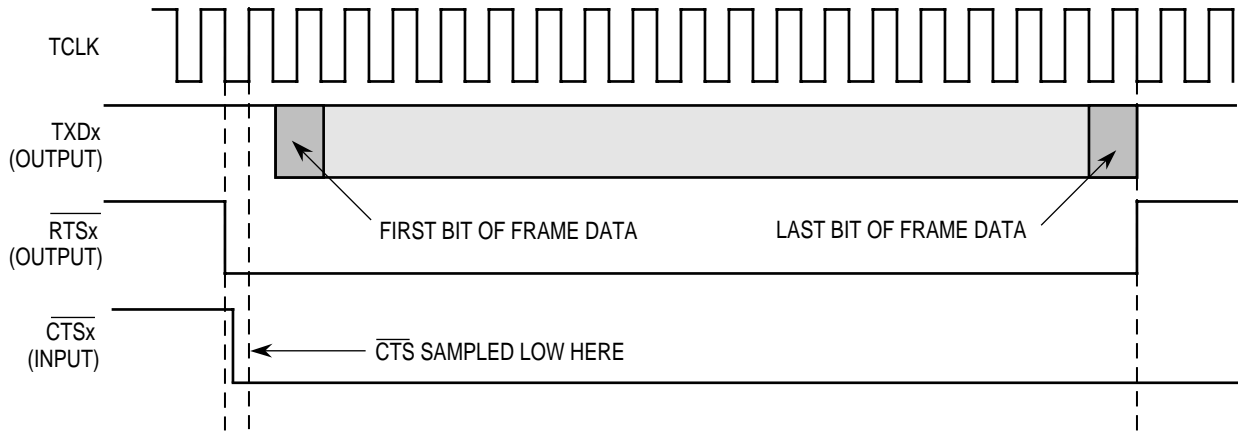 TCLK
TXDx
(OUTPUT)
FIRST BIT OF FRAME DATA
LAST BIT OF FRAME DATA
RTSx
(OUTPUT)
CTSx
(INPUT)
CTS SAMPLED LOW HERE